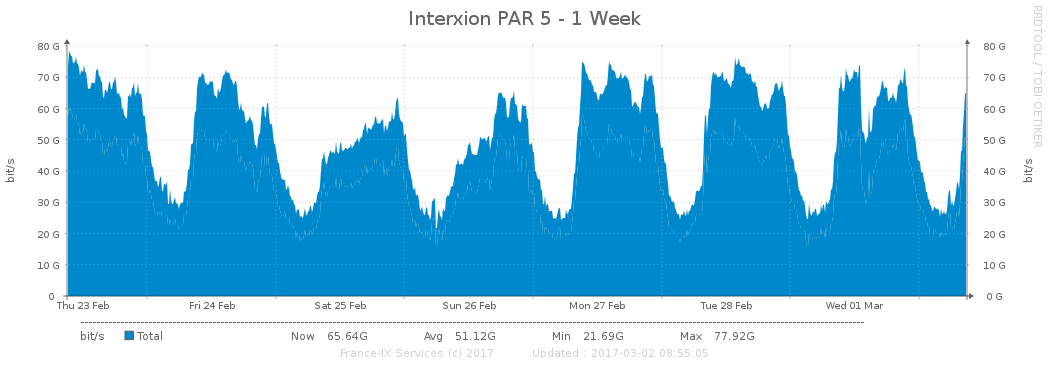 Interxion PAR 5 - 1 Week
RRDTOOL / TOBI OETIKER
bit/s
80 G
70 G
60 G
50 G
40 G
30 G
20 G
10 G
0
80 G
70 G
60 G
50 G
40 G
30 G
20 G
10 G
0 G
bit/s
Thu 23 Feb Fri 24 Feb Sat 25 Feb Sun 26 Feb Mon 27 Feb Tue 28 Feb Wed 01 Mar
bit/s Total Now 65.64G Avg 51.12G Min 21.69G Max 77.92G
France-IX Services (c) 2017 Updated : 2017-03-02 08:55:05